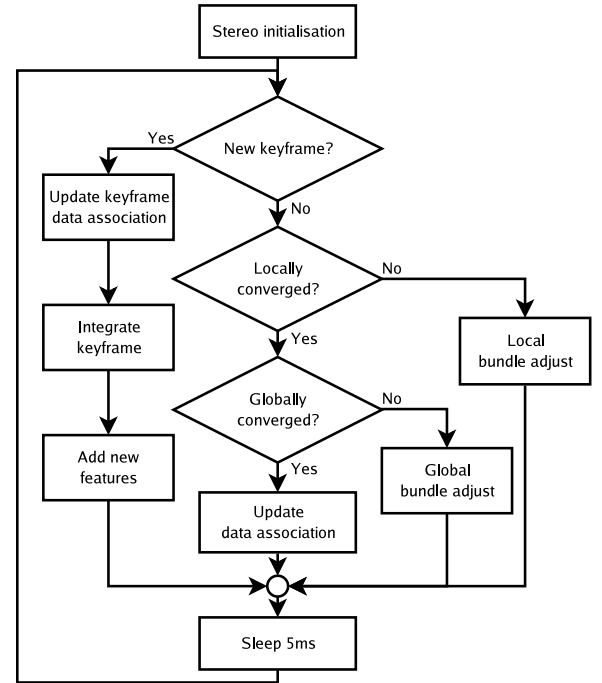 Stereo initialisation
Yes
New keyframe?
Update keyframe
data association
No
Locally
converged?
No
Integrate
keyframe
Yes
Local
bundle adjust
Globally
converged?
No
Add new
features
Yes
Global
bundle adjust
Update
data association
Sleep 5ms